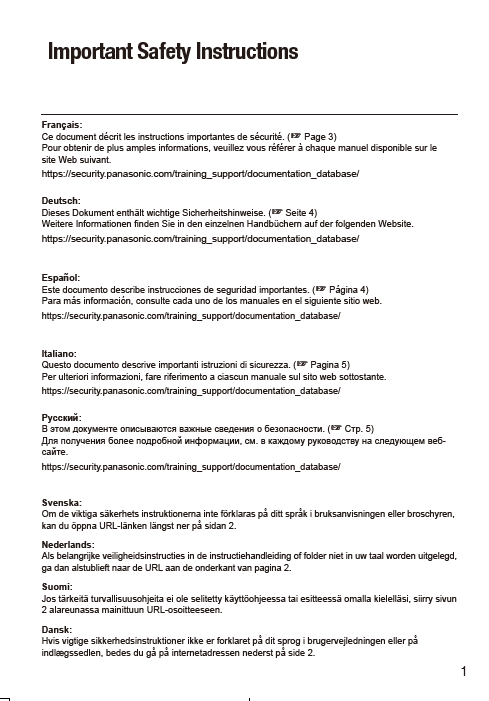 Important Safety Instructions
Français:
Ce document décrit les instructions importantes de sécurité. (☞ Page 3)
Pour obtenir de plus amples informations, veuillez vous référer à chaque manuel disponible sur le
site Web suivant.
https://security.panasonic.com/training_support/documentation_database/
Deutsch:
Dieses Dokument enthält wichtige Sicherheitshinweise. (☞ Seite 4)
Weitere Informationen finden Sie in den einzelnen Handbüchern auf der folgenden Website.
https://security.panasonic.com/training_support/documentation_database/
Español:
Este documento describe instrucciones de seguridad importantes. (☞ Página 4)
Para más información, consulte cada uno de los manuales en el siguiente sitio web.
https://security.panasonic.com/training_support/documentation_database/
Italiano:
Questo documento descrive importanti istruzioni di sicurezza. (☞ Pagina 5)
Per ulteriori informazioni, fare riferimento a ciascun manuale sul sito web sottostante.
https://security.panasonic.com/training_support/documentation_database/
Русский:
В этом документе описываются важные сведения о безопасности. (☞ Стр. 5)
Для получения более подробной информации, см. в каждому руководству на следующем веб-
сайте.
https://security.panasonic.com/training_support/documentation_database/
Svenska:
Om de viktiga säkerhets instruktionerna inte förklaras på ditt språk i bruksanvisningen eller broschyren,
kan du öppna URL-länken längst ner på sidan 2.
Nederlands:
Als belangrijke veiligheidsinstructies in de instructiehandleiding of folder niet in uw taal worden uitgelegd,
ga dan alstublieft naar de URL aan de onderkant van pagina 2.
Suomi:
Jos tärkeitä turvallisuusohjeita ei ole selitetty käyttöohjeessa tai esitteessä omalla kielelläsi, siirry sivun
2 alareunassa mainittuun URL-osoitteeseen.
Dansk:
Hvis vigtige sikkerhedsinstruktioner ikke er forklaret på dit sprog i brugervejledningen eller på
indlægssedlen, bedes du gå på internetadressen nederst på side 2.
1